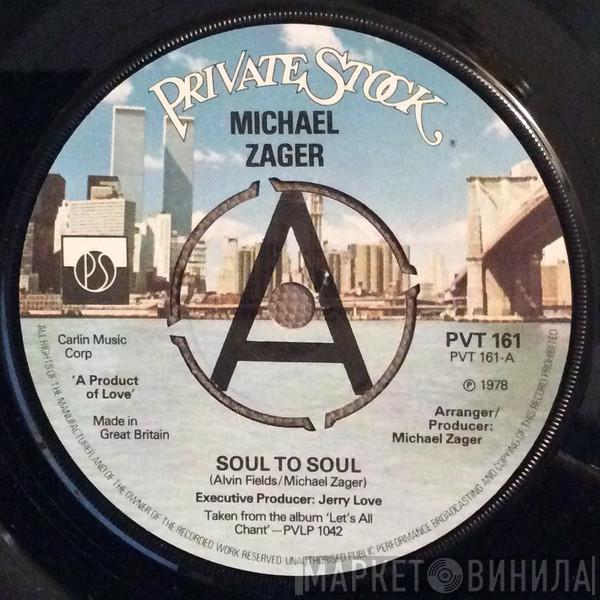 PRIVATE STOCK
®
MICHAEL
ZAGER
A
PS
Carlin Music
Corp
'A Product
of Love'
Made in
Great Britain
PVT 161
PVT 161-A
Ⓟ 1978
Arranger/
Producer:
Michael Zager
SOUL TO SOUL
(Alvin Fields/Michael Zager)
Executive Producer: Jerry Love
Taken from the album 'Let's All
Chant'—PVLP 1042
ALL RIGHTS OF THE MANUFACTURER AND OF THE OWNER OF THE RECORDED WORK RESERVED UNAUTHORISED PUBLIC PERFORMANCE BROADCASTING AND COPYING OF THIS RECORD PROHIBITED
МАРКЕТ ВИНИЛА